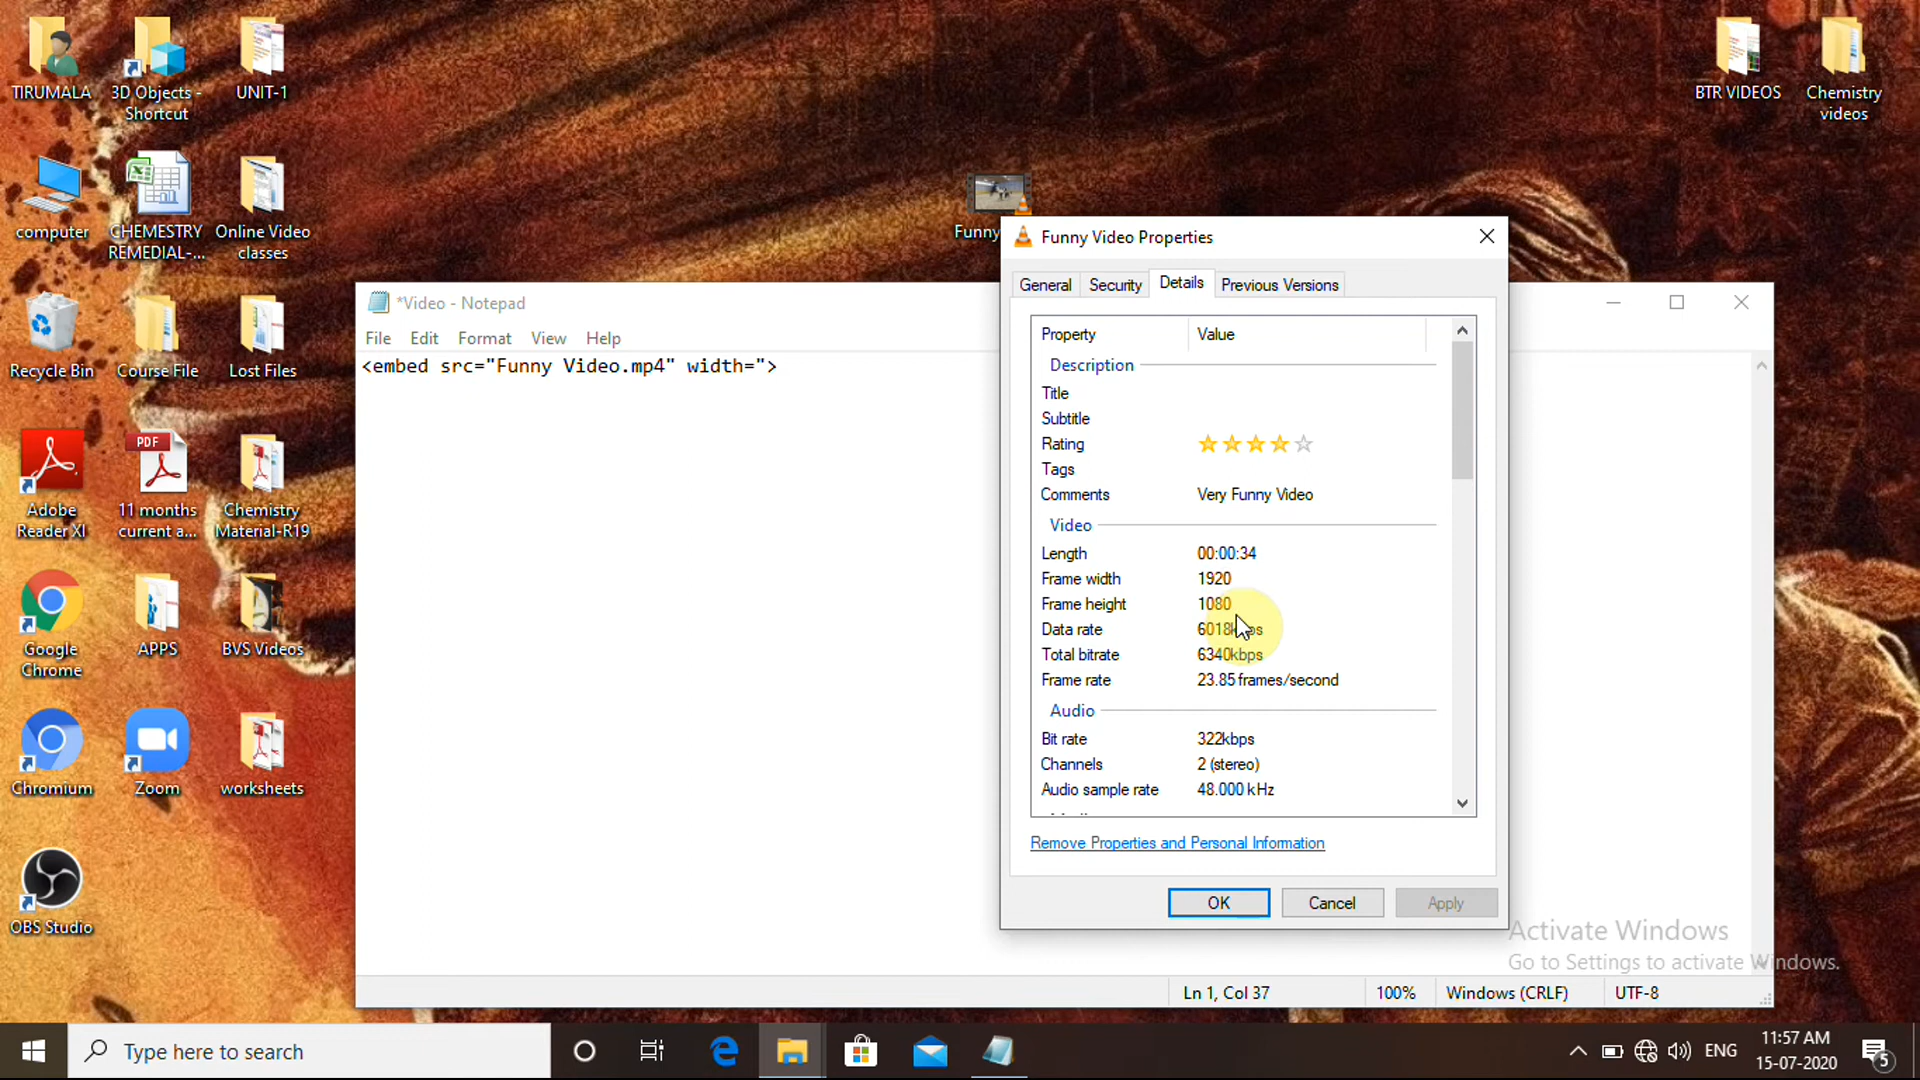 TIRUMALA
3D Objects -
Shortcut
UNIT-1
BTR VIDEOS
Chemistry
videos
computer
CHEMESTRY
REMEDIAL-...
Online Video
classes
Funny
Funny Video Properties
General
Security
Details
Previous Versions
*Video - Notepad
File
Edit
Format
View
Help
<embed src="Funny Video.mp4" width=">
Property
Value
Description
Title
Subtitle
Rating
Tags
Comments
Very Funny Video
Video
Length
00:00:34
Frame width
1920
Frame height
1080
Data rate
6018kbps
Total bitrate
6340kbps
Frame rate
23.85 frames/second
Audio
Bit rate
322kbps
Channels
2 (stereo)
Audio sample rate
48.000 kHz
Remove Properties and Personal Information
OK
Cancel
Apply
Recycle Bin
Course File
Lost Files
Adobe
Reader XI
PDF
11 months
current a...
Chemistry
Material-R19
Google
Chrome
APPS
BVS Videos
Chromium
Zoom
worksheets
OBS Studio
Activate Windows
Go to Settings to activate Windows.
Ln 1, Col 37
100%
Windows (CRLF)
UTF-8
Type here to search
ENG
11:57 AM
15-07-2020
5